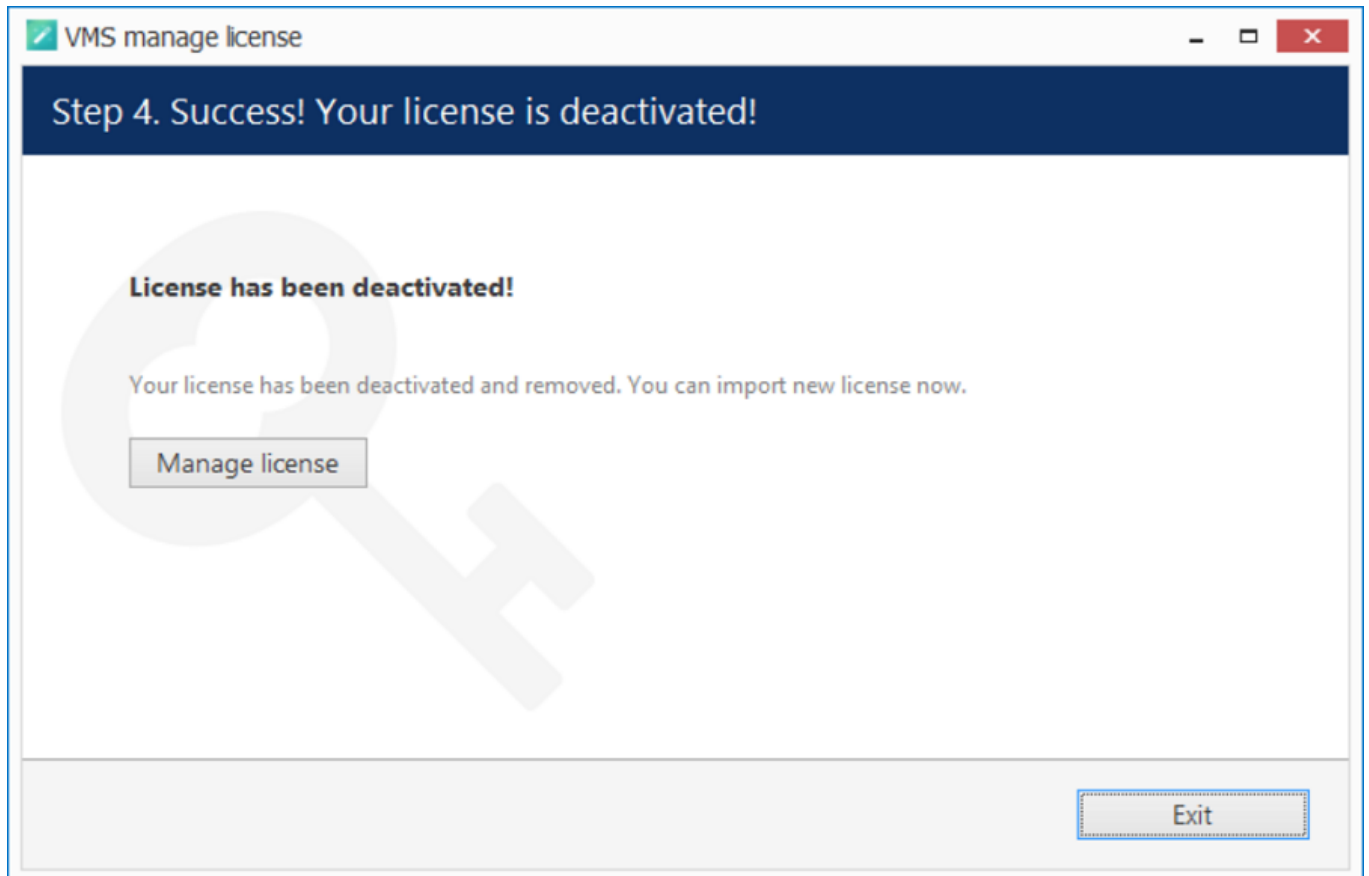 VMS manage license
Step 4. Success! Your license is deactivated!
License has been deactivated!
Your license has been deactivated and removed. You can import new license now.
Manage license
Exit